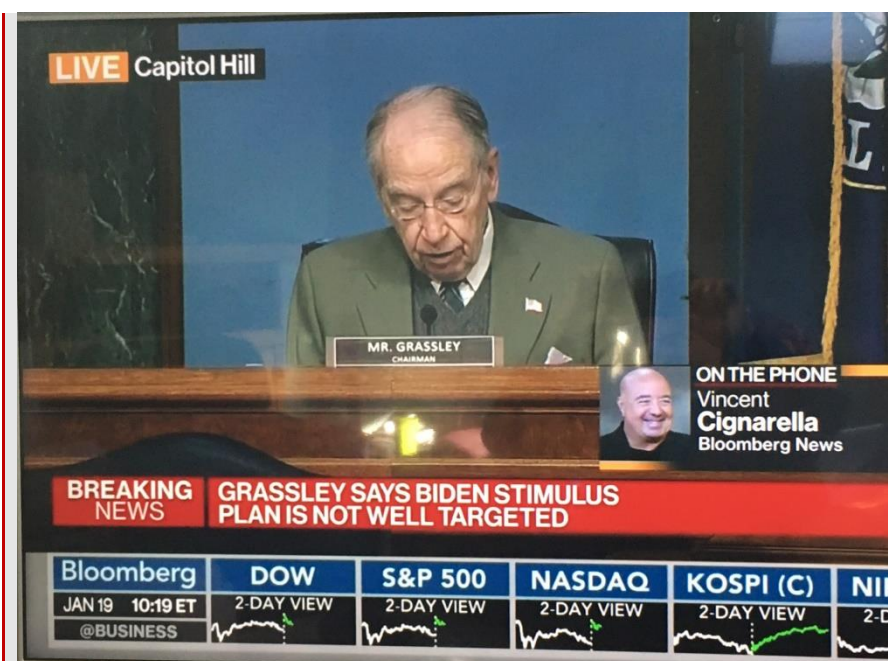 LIVE Capitol Hill
L
MR. GRASSLEY
CHAIRMAN
ON THE PHONE
Vincent
Cignarella
Bloomberg News
BREAKING
NEWS
GRASSLEY SAYS BIDEN STIMULUS
PLAN IS NOT WELL TARGETED
Bloomberg
JAN 19 10:19 ET
@BUSINESS
DOW
2-DAY VIEW
S&P 500
2-DAY VIEW
NASDAQ
2-DAY VIEW
KOSPI (C)
2-DAY VIEW